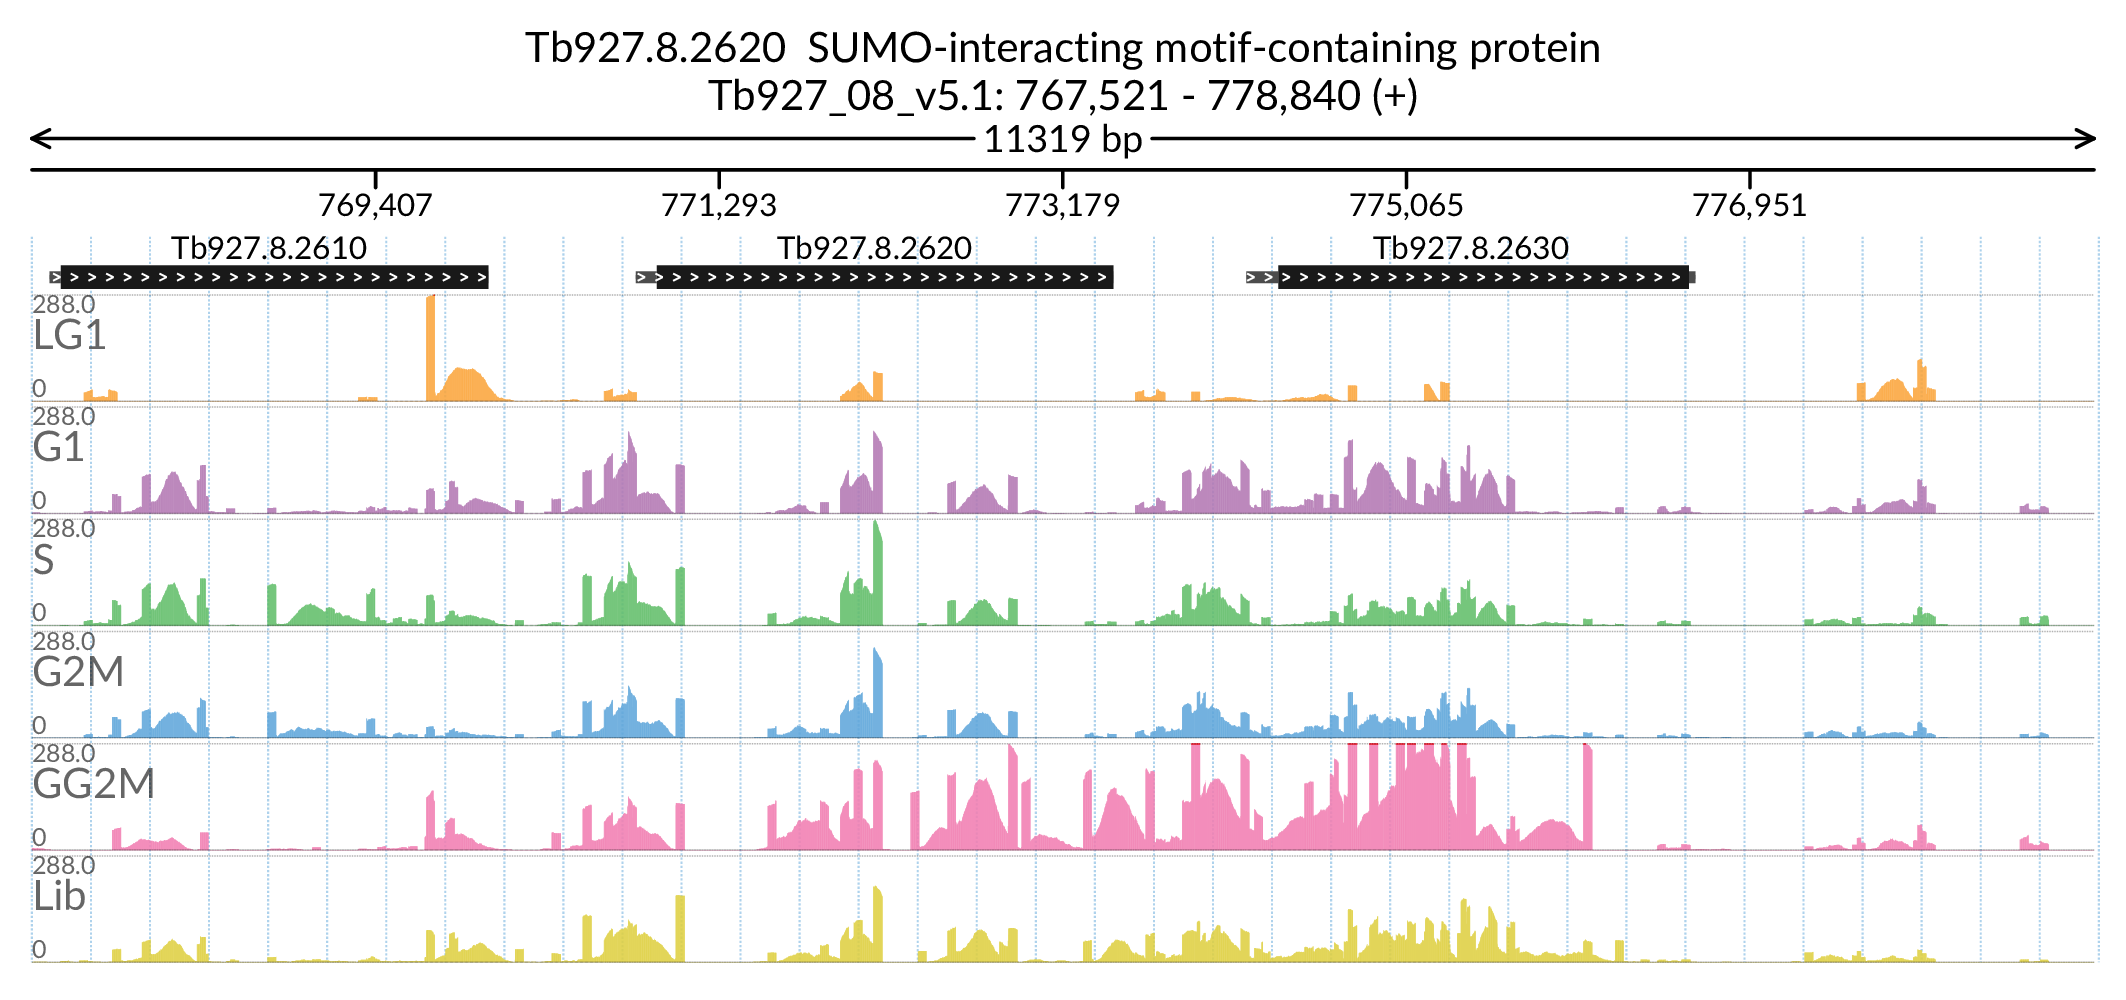 Tb927.8.2620 SUMO-interacting motif-containing protein
Tb927_08_v5.1: 767,521 - 778,840 (+)
11319 bp
769,407 771,293 773,179 775,065 776,951
Tb927.8.2610 Tb927.8.2620 Tb927.8.2630
288.0
LG1
0
288.0
G1
0
288.0
S
0
288.0
G2M
0
288.0
GG2M
0
288.0
Lib
0